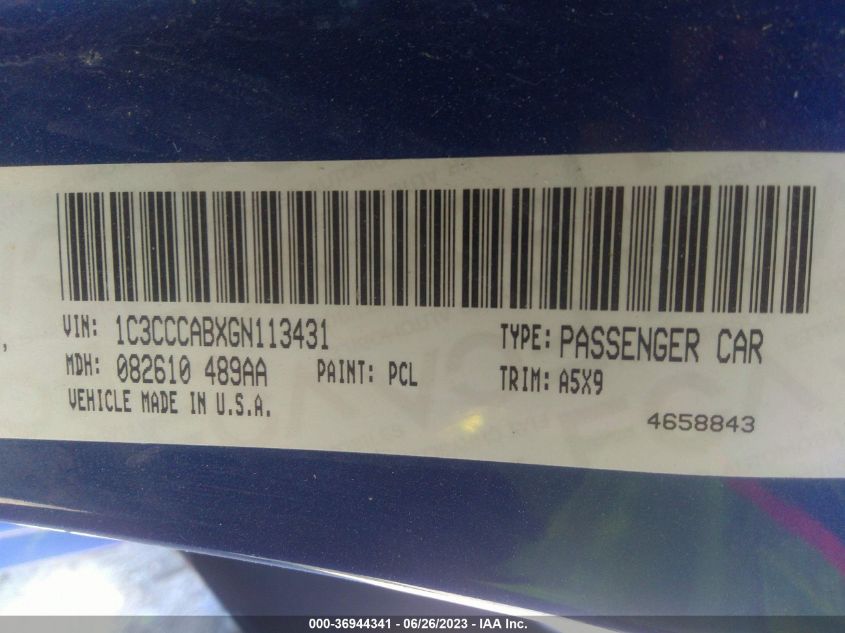 VIN: 1C3CCCABXGN113431 TYPE: PASSENGER CAR
MDH: 082610 489AA PAINT: PCL TRIM: A5X9
VEHICLE MADE IN U.S.A.
4658843
000-36944341 / 06/26/2023 - IAA Inc.